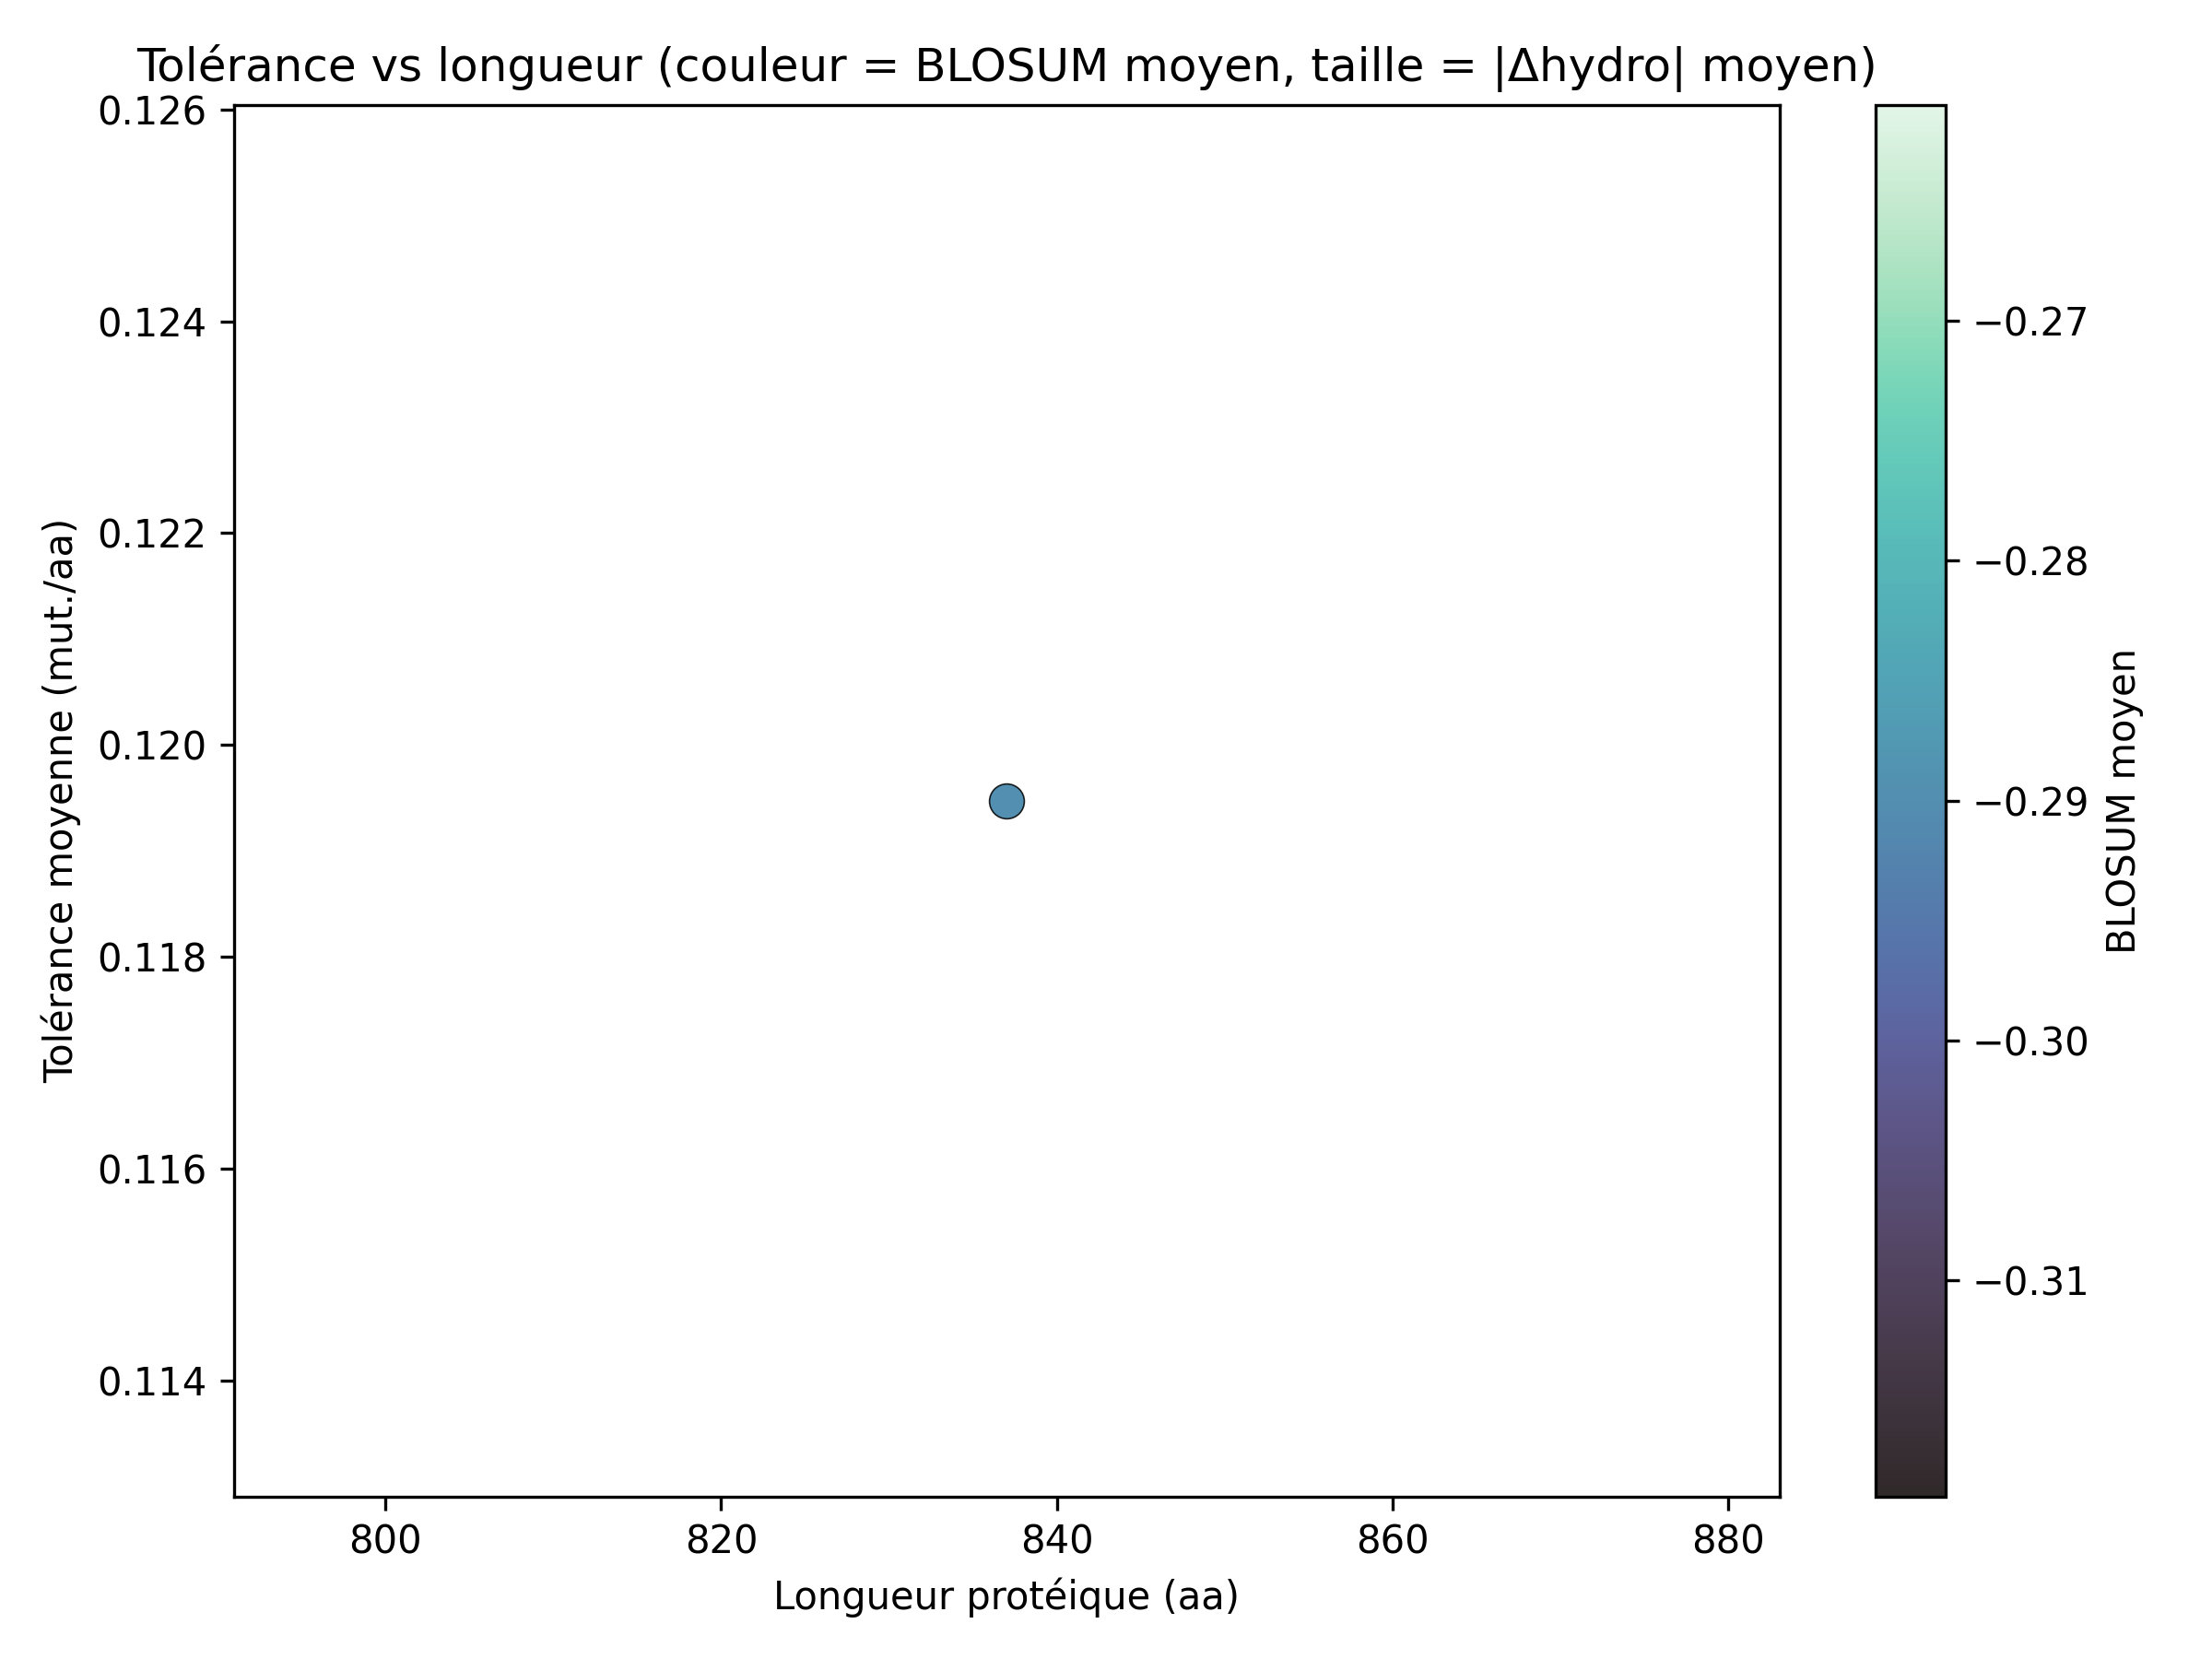 Tolérance vs longueur (couleur = BLOSUM moyen, taille = |Δhydro| moyen)
0.126
0.124
0.122
0.120
0.118
0.116
0.114
Tolérance moyenne (mut./aa)
800 820 840 860 880
Longueur protéique (aa)
−0.27
−0.28
−0.29
−0.30
−0.31
BLOSUM moyen